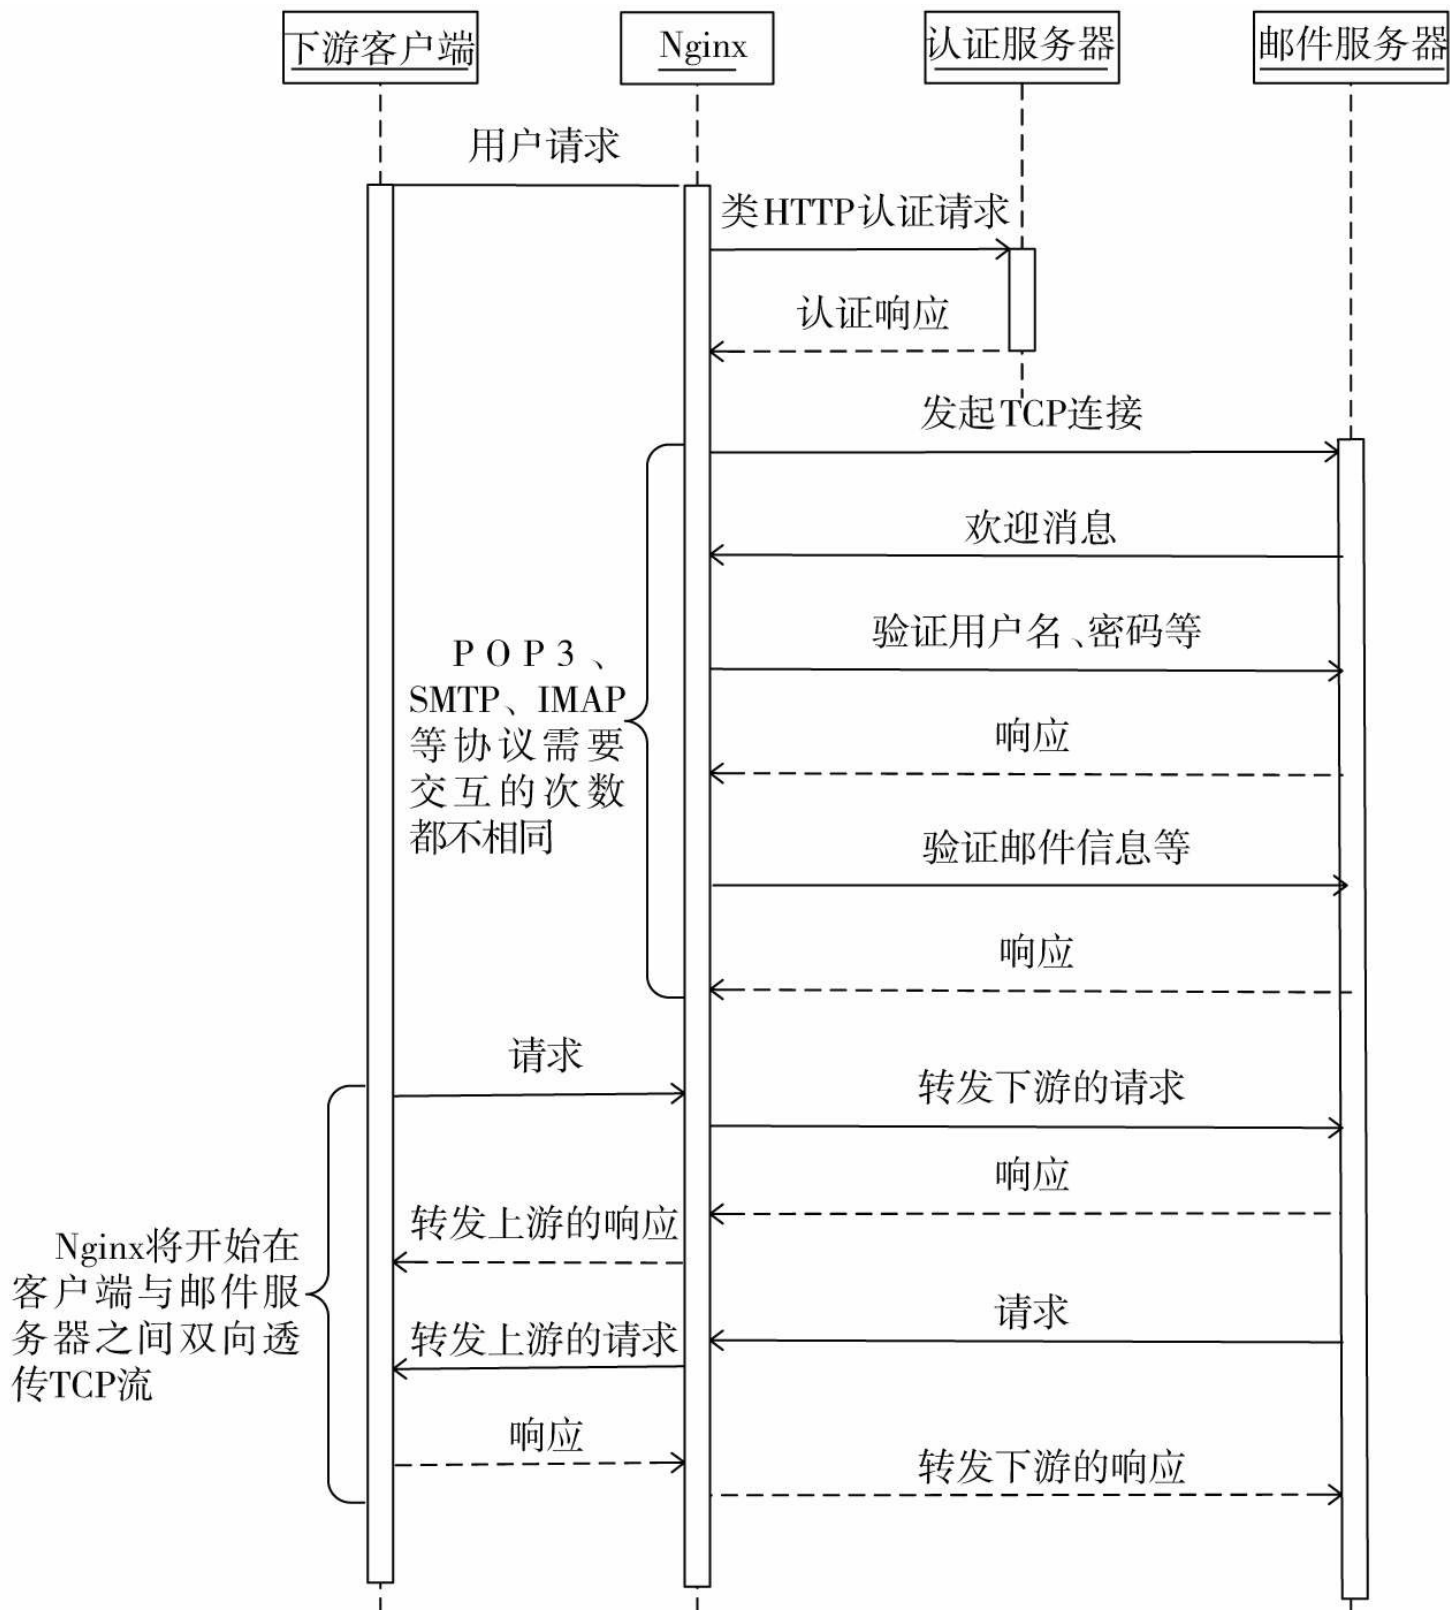 下游客户端
Nginx
认证服务器
邮件服务器
用户请求
类HTTP认证请求
认证响应
发起TCP连接
欢迎消息
验证用户名、密码等
POP3、
SMTP、IMAP
等协议需要
交互的次数
都不相同
响应
验证邮件信息等
响应
请求
转发下游的请求
响应
转发上游的响应
Nginx将开始在
客户端与邮件服
务器之间双向透
传TCP流
请求
转发上游的请求
响应
转发下游的响应